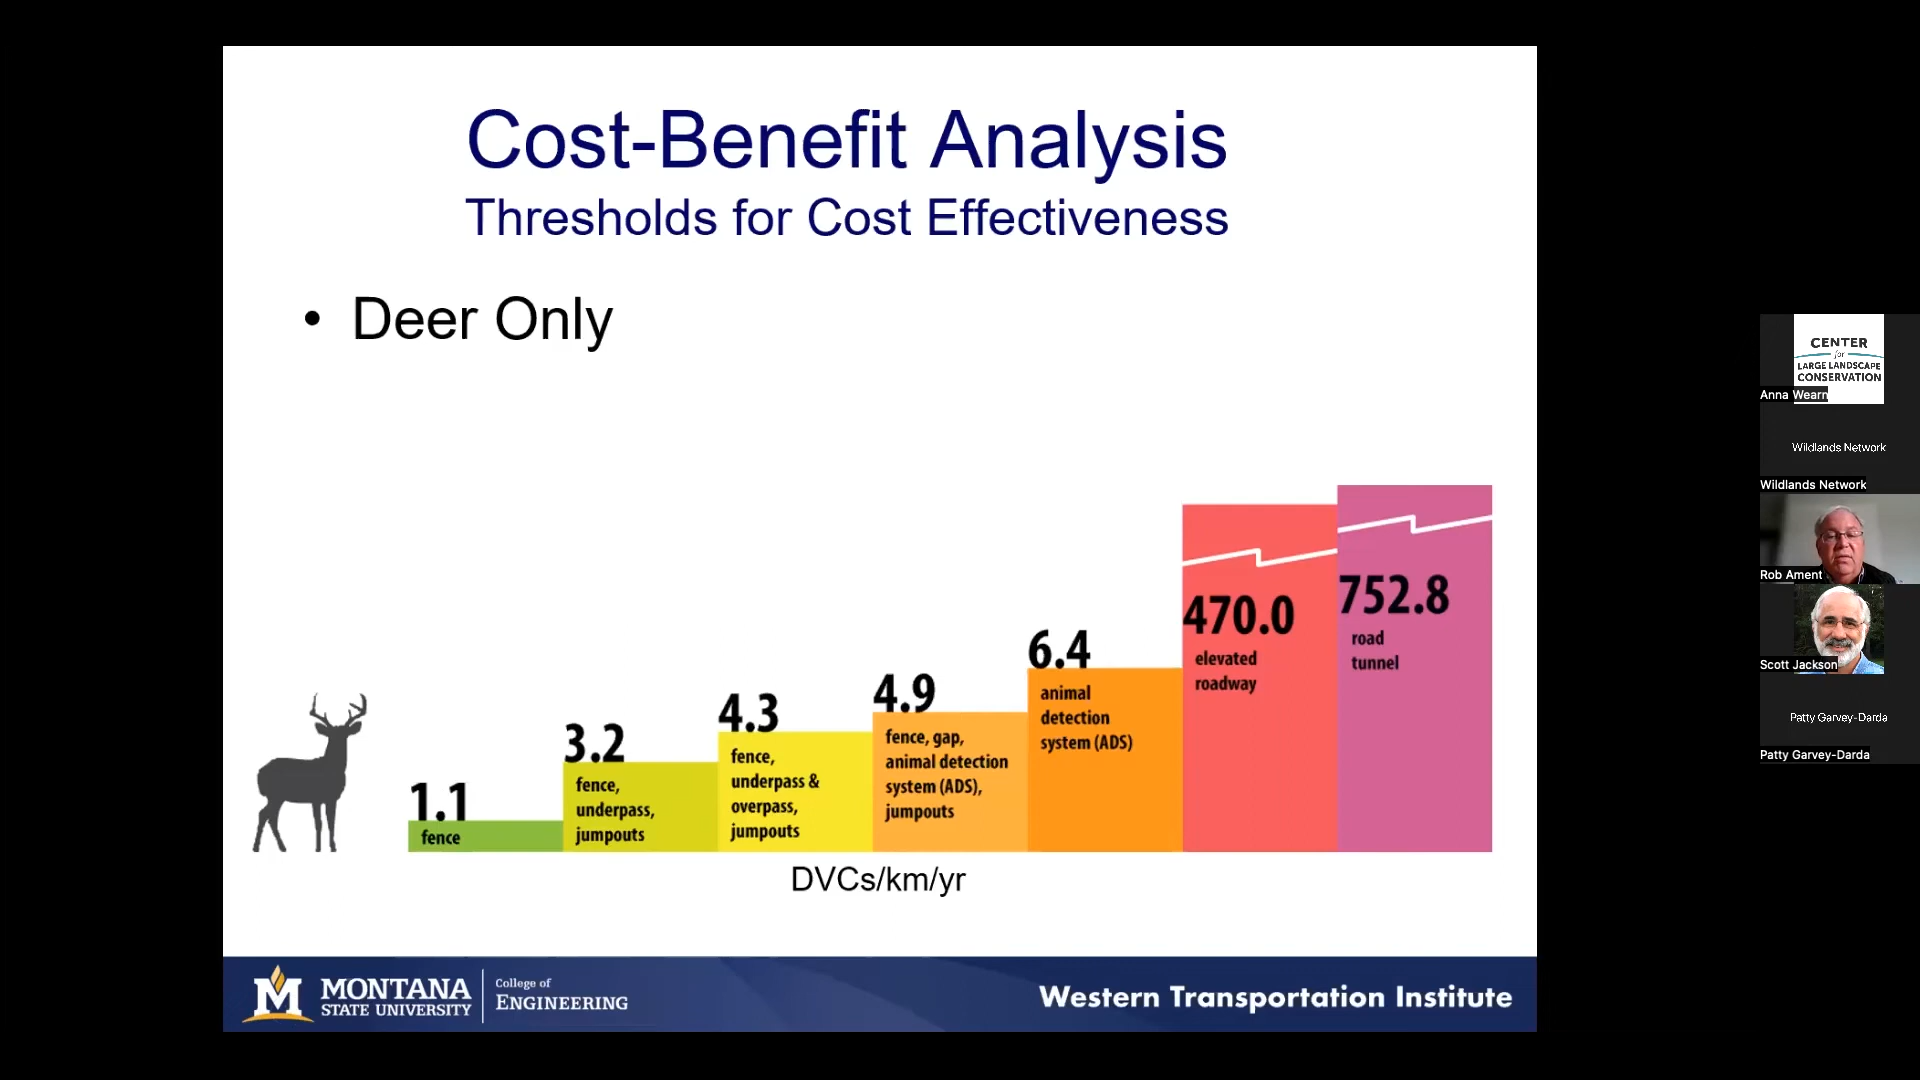 Cost-Benefit Analysis
Thresholds for Cost Effectiveness
• Deer Only
1.1
fence
3.2
fence,
underpass,
jumpouts
4.3
fence,
underpass &
overpass,
jumpouts
4.9
fence, gap,
animal detection
system (ADS),
jumpouts
6.4
animal
detection
system (ADS)
470.0
elevated
roadway
752.8
road
tunnel
DVCs/km/yr
M MONTANA
STATE UNIVERSITY
College of
ENGINEERING
Western Transportation Institute
CENTER
for
LARGE LANDSCAPE
CONSERVATION
Anna Wearn
Wildlands Network
Wildlands Network
Rob Ament
Scott Jackson
Patty Garvey-Darda
Patty Garvey-Darda